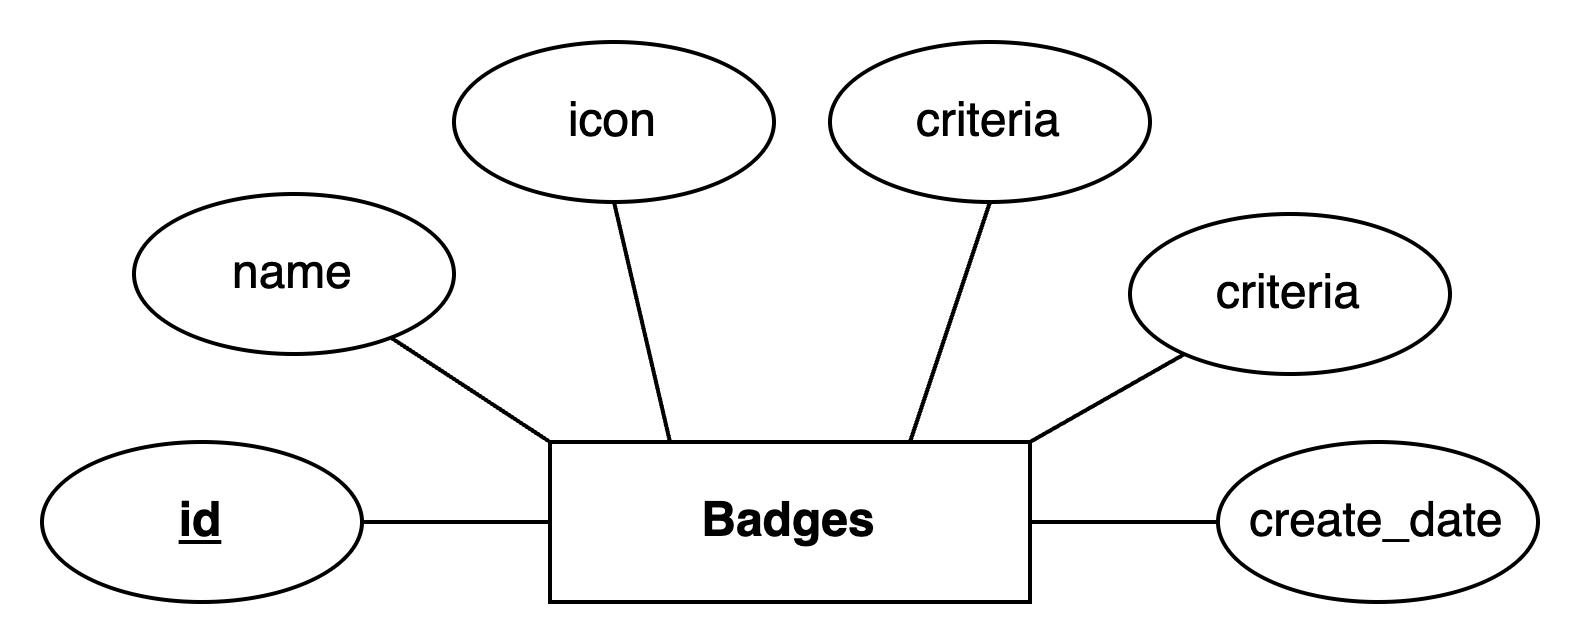 icon
criteria
name
criteria
id
Badges
create_date